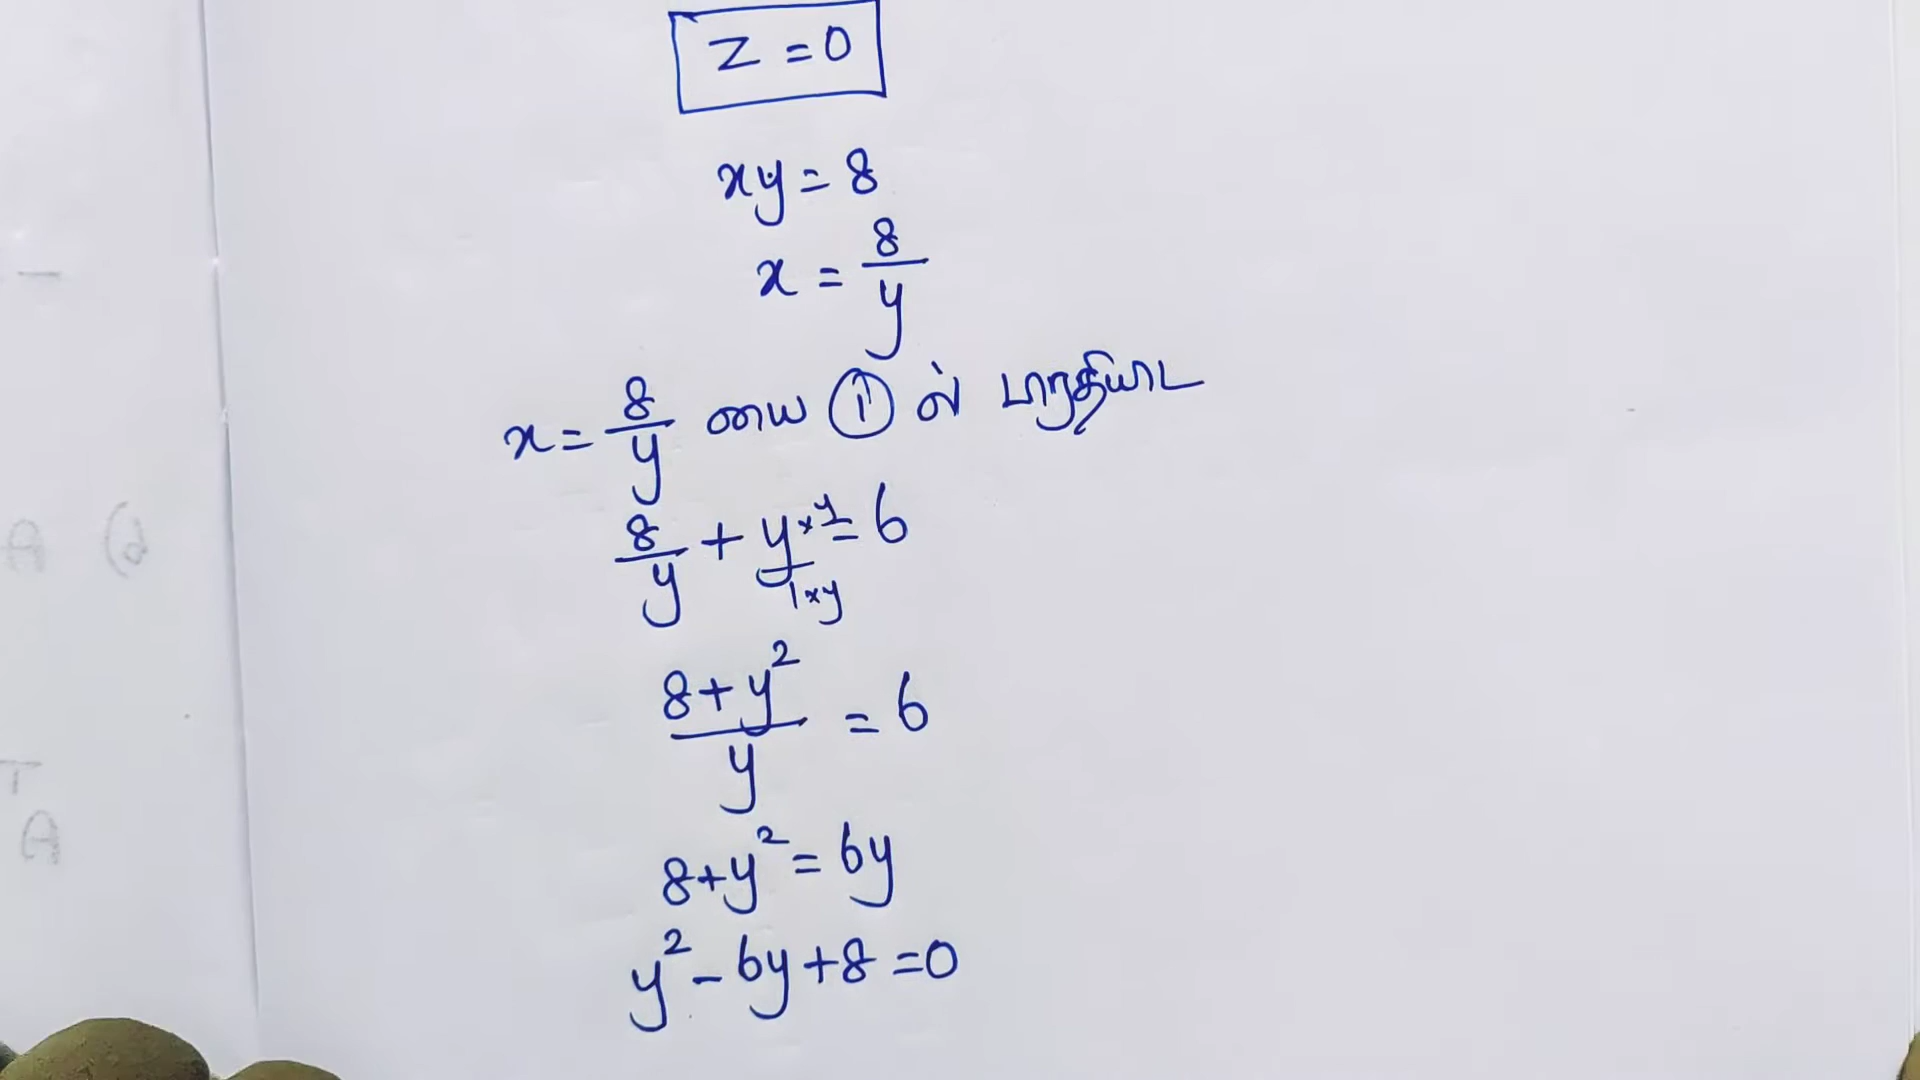 Z = 0
xy = 8
x = 8/y
x = 8/y யை ① ல் பிரதியிட
8/y + y×y/1×y = 6
8+y²/y = 6
8+y² = 6y
y² - 6y + 8 = 0